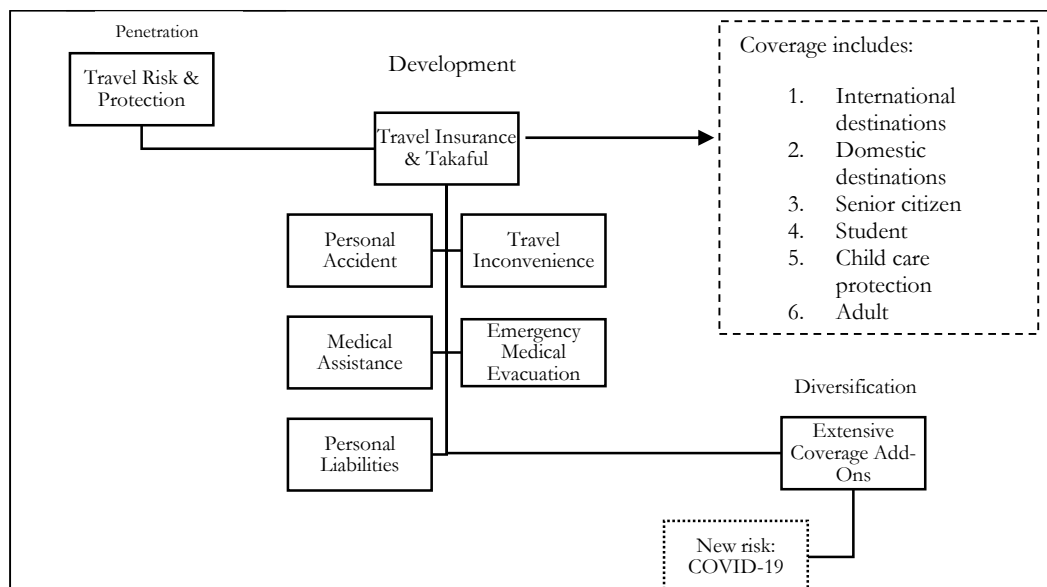 Penetration
Travel Risk &
Protection
Development
Travel Insurance
& Takaful
Coverage includes:
1. International
destinations
2. Domestic
destinations
3. Senior citizen
4. Student
5. Child care
protection
6. Adult
Personal
Accident
Travel
Inconvenience
Medical
Assistance
Emergency
Medical
Evacuation
Personal
Liabilities
Diversification
Extensive
Coverage Add-
Ons
New risk:
COVID-19